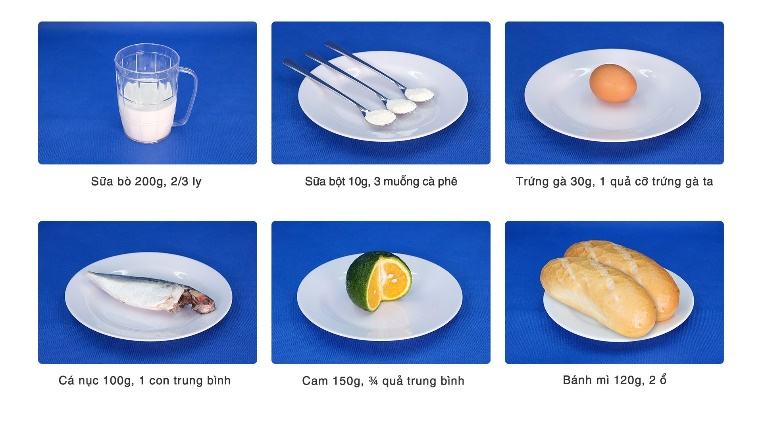 Sữa bò 200g, 2/3 ly
Sữa bột 10g, 3 muỗng cà phê
Trứng gà 30g, 1 quả cỡ trứng gà ta
Cá nục 100g, 1 con trung bình
Cam 150g, ¾ quả trung bình
Bánh mì 120g, 2 ổ